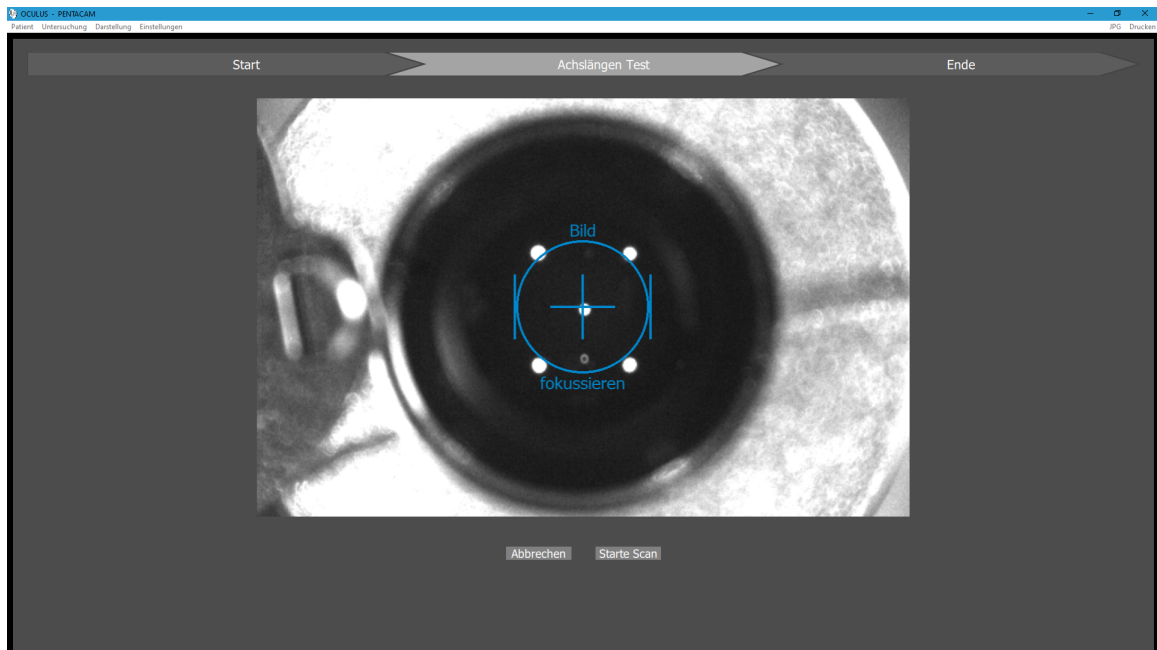 OCULUS - PENTACAM
Patient Untersuchung Darstellung Einstellungen JPG Drucken
Start Achslängen Test Ende
Bild
fokussieren
Abbrechen Starte Scan